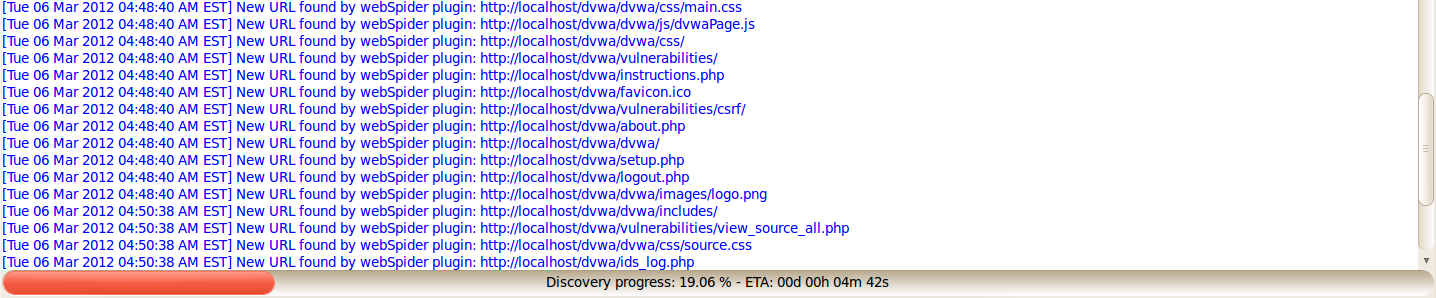 [Tue 06 Mar 2012 04:48:40 AM EST] New URL found by webSpider plugin: http://localhost/dvwa/dvwa/css/main.css
[Tue 06 Mar 2012 04:48:40 AM EST] New URL found by webSpider plugin: http://localhost/dvwa/dvwa/js/dvwaPage.js
[Tue 06 Mar 2012 04:48:40 AM EST] New URL found by webSpider plugin: http://localhost/dvwa/dvwa/css/
[Tue 06 Mar 2012 04:48:40 AM EST] New URL found by webSpider plugin: http://localhost/dvwa/vulnerabilities/
[Tue 06 Mar 2012 04:48:40 AM EST] New URL found by webSpider plugin: http://localhost/dvwa/instructions.php
[Tue 06 Mar 2012 04:48:40 AM EST] New URL found by webSpider plugin: http://localhost/dvwa/favicon.ico
[Tue 06 Mar 2012 04:48:40 AM EST] New URL found by webSpider plugin: http://localhost/dvwa/vulnerabilities/csrf/
[Tue 06 Mar 2012 04:48:40 AM EST] New URL found by webSpider plugin: http://localhost/dvwa/about.php
[Tue 06 Mar 2012 04:48:40 AM EST] New URL found by webSpider plugin: http://localhost/dvwa/dvwa/
[Tue 06 Mar 2012 04:48:40 AM EST] New URL found by webSpider plugin: http://localhost/dvwa/setup.php
[Tue 06 Mar 2012 04:48:40 AM EST] New URL found by webSpider plugin: http://localhost/dvwa/logout.php
[Tue 06 Mar 2012 04:48:40 AM EST] New URL found by webSpider plugin: http://localhost/dvwa/dvwa/images/logo.png
[Tue 06 Mar 2012 04:50:38 AM EST] New URL found by webSpider plugin: http://localhost/dvwa/dvwa/includes/
[Tue 06 Mar 2012 04:50:38 AM EST] New URL found by webSpider plugin: http://localhost/dvwa/vulnerabilities/view_source_all.php
[Tue 06 Mar 2012 04:50:38 AM EST] New URL found by webSpider plugin: http://localhost/dvwa/dvwa/css/source.css
[Tue 06 Mar 2012 04:50:38 AM EST] New URL found by webSpider plugin: http://localhost/dvwa/ids_log.php
Discovery progress: 19.06 % - ETA: 00d 00h 04m 42s